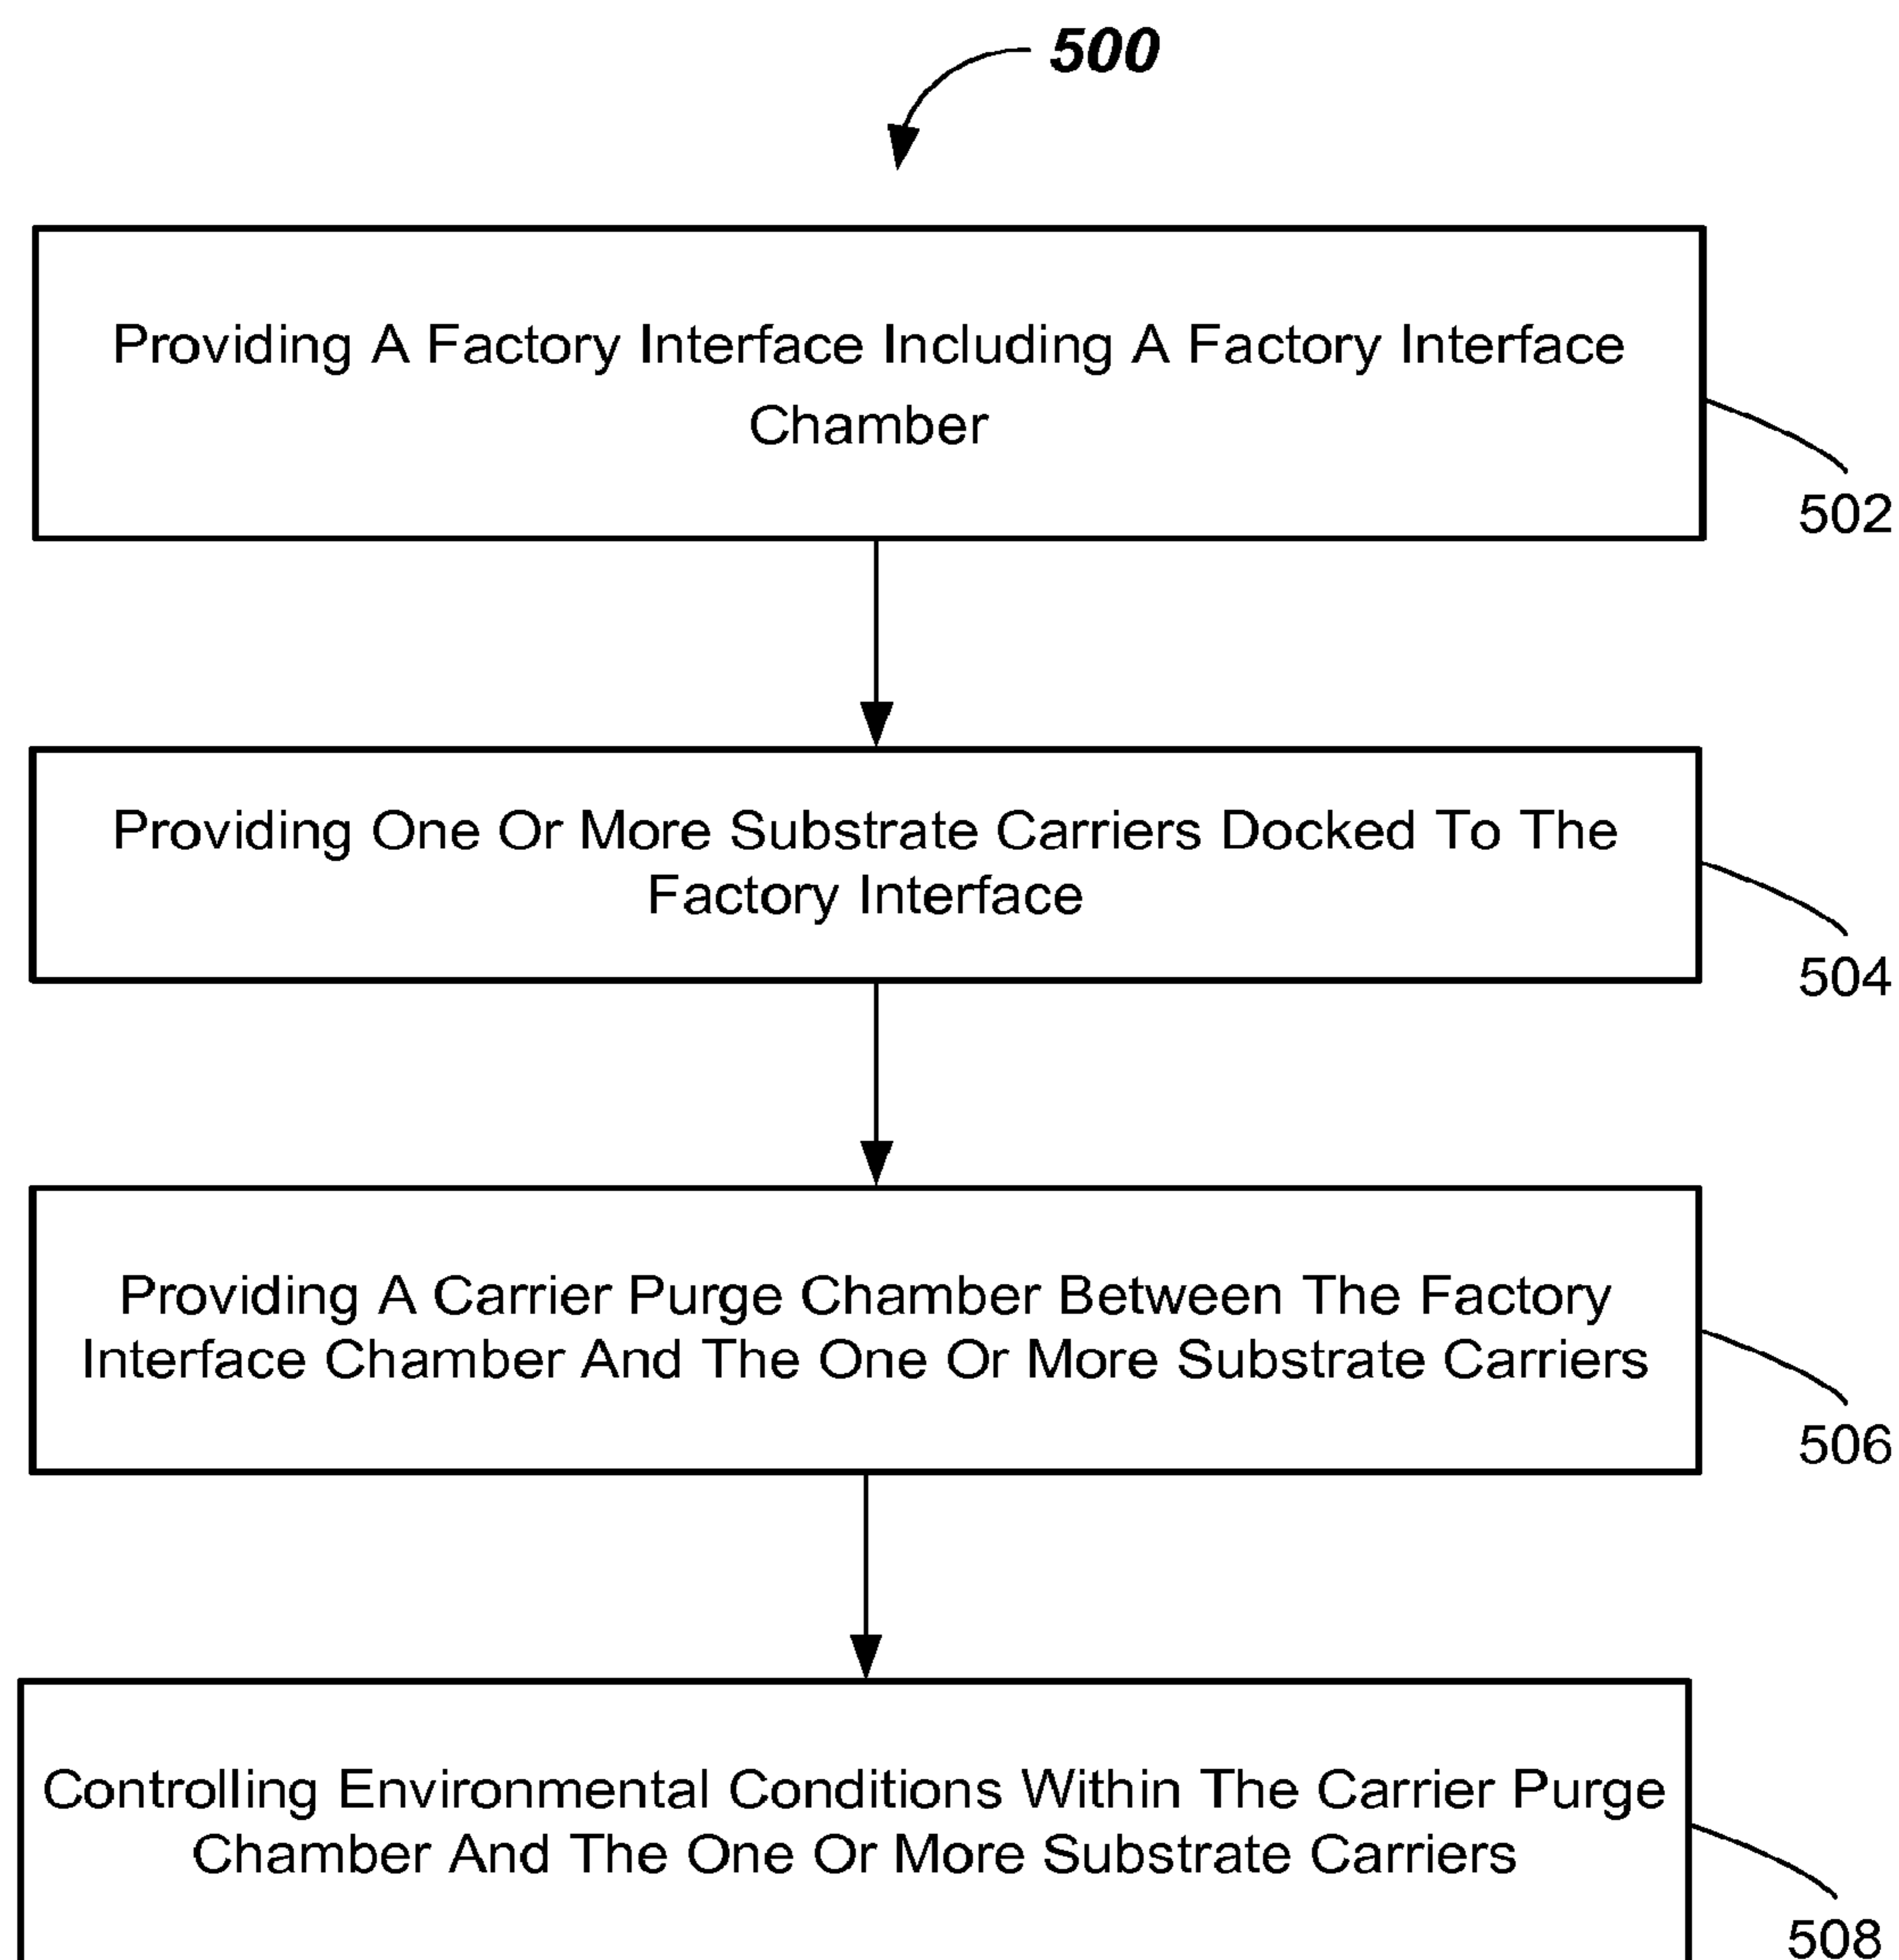 500
Providing A Factory Interface Including A Factory Interface
Chamber
502
Providing One Or More Substrate Carriers Docked To The
Factory Interface
504
Providing A Carrier Purge Chamber Between The Factory
Interface Chamber And The One Or More Substrate Carriers
506
Controlling Environmental Conditions Within The Carrier Purge
Chamber And The One Or More Substrate Carriers
508